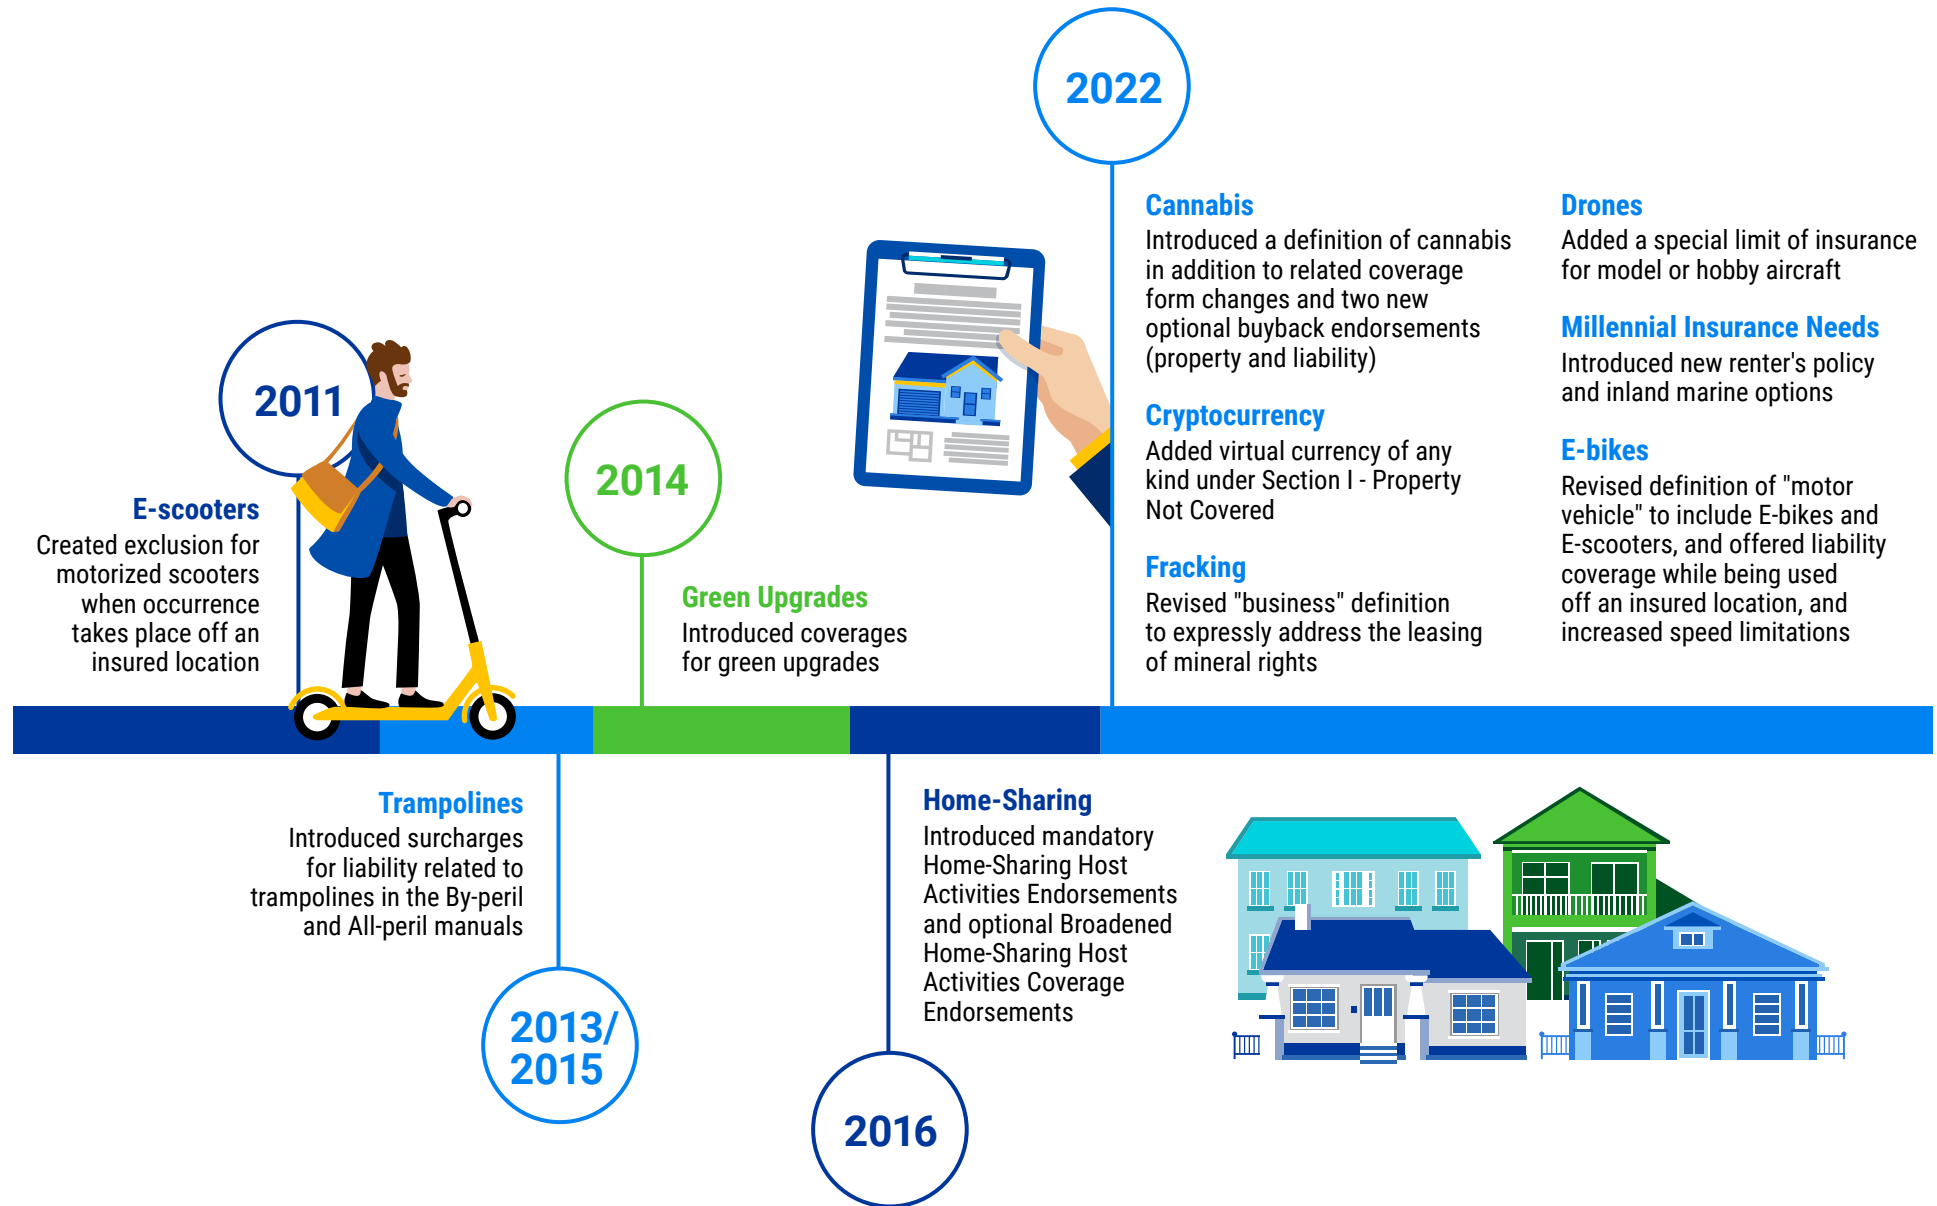 2011
E-scooters
Created exclusion for
motorized scooters
when occurrence
takes place off an
insured location
Trampolines
Introduced surcharges
for liability related to
trampolines in the By-peril
and All-peril manuals
2013/
2015
2014
Green Upgrades
Introduced coverages
for green upgrades
Home-Sharing
Introduced mandatory
Home-Sharing Host
Activities Endorsements
and optional Broadened
Home-Sharing Host
Activities Coverage
Endorsements
2016
2022
Cannabis
Introduced a definition of cannabis
in addition to related coverage
form changes and two new
optional buyback endorsements
(property and liability)
Cryptocurrency
Added virtual currency of any
kind under Section I - Property
Not Covered
Fracking
Revised "business" definition
to expressly address the leasing
of mineral rights
Drones
Added a special limit of insurance
for model or hobby aircraft
Millennial Insurance Needs
Introduced new renter's policy
and inland marine options
E-bikes
Revised definition of "motor
vehicle" to include E-bikes and
E-scooters, and offered liability
coverage while being used
off an insured location, and
increased speed limitations